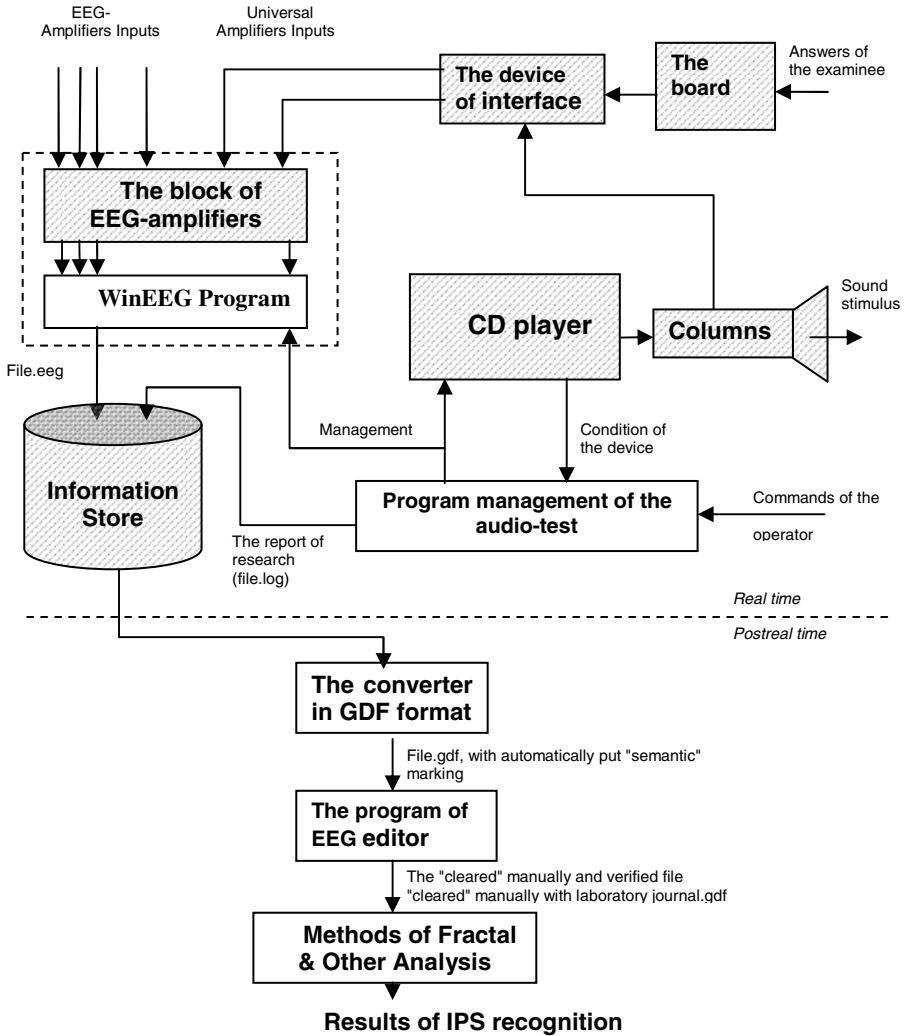 EEG-
Amplifiers Inputs
Universal
Amplifiers Inputs
The device
of interface
The
board
Answers of
the examinee
The block of
EEG-amplifiers
WinEEG Program
CD player
Columns
Sound
stimulus
File.eeg
Management
Condition of
the device
Information
Store
Program management of the
audio-test
Commands of the
operator
The report of
research
(file.log)
Real time
Postreal time
The converter
in GDF format
File.gdf, with automatically put "semantic"
marking
The program of
EEG editor
The "cleared" manually and verified file
"cleared" manually with laboratory journal.gdf
Methods of Fractal
& Other Analysis
Results of IPS recognition